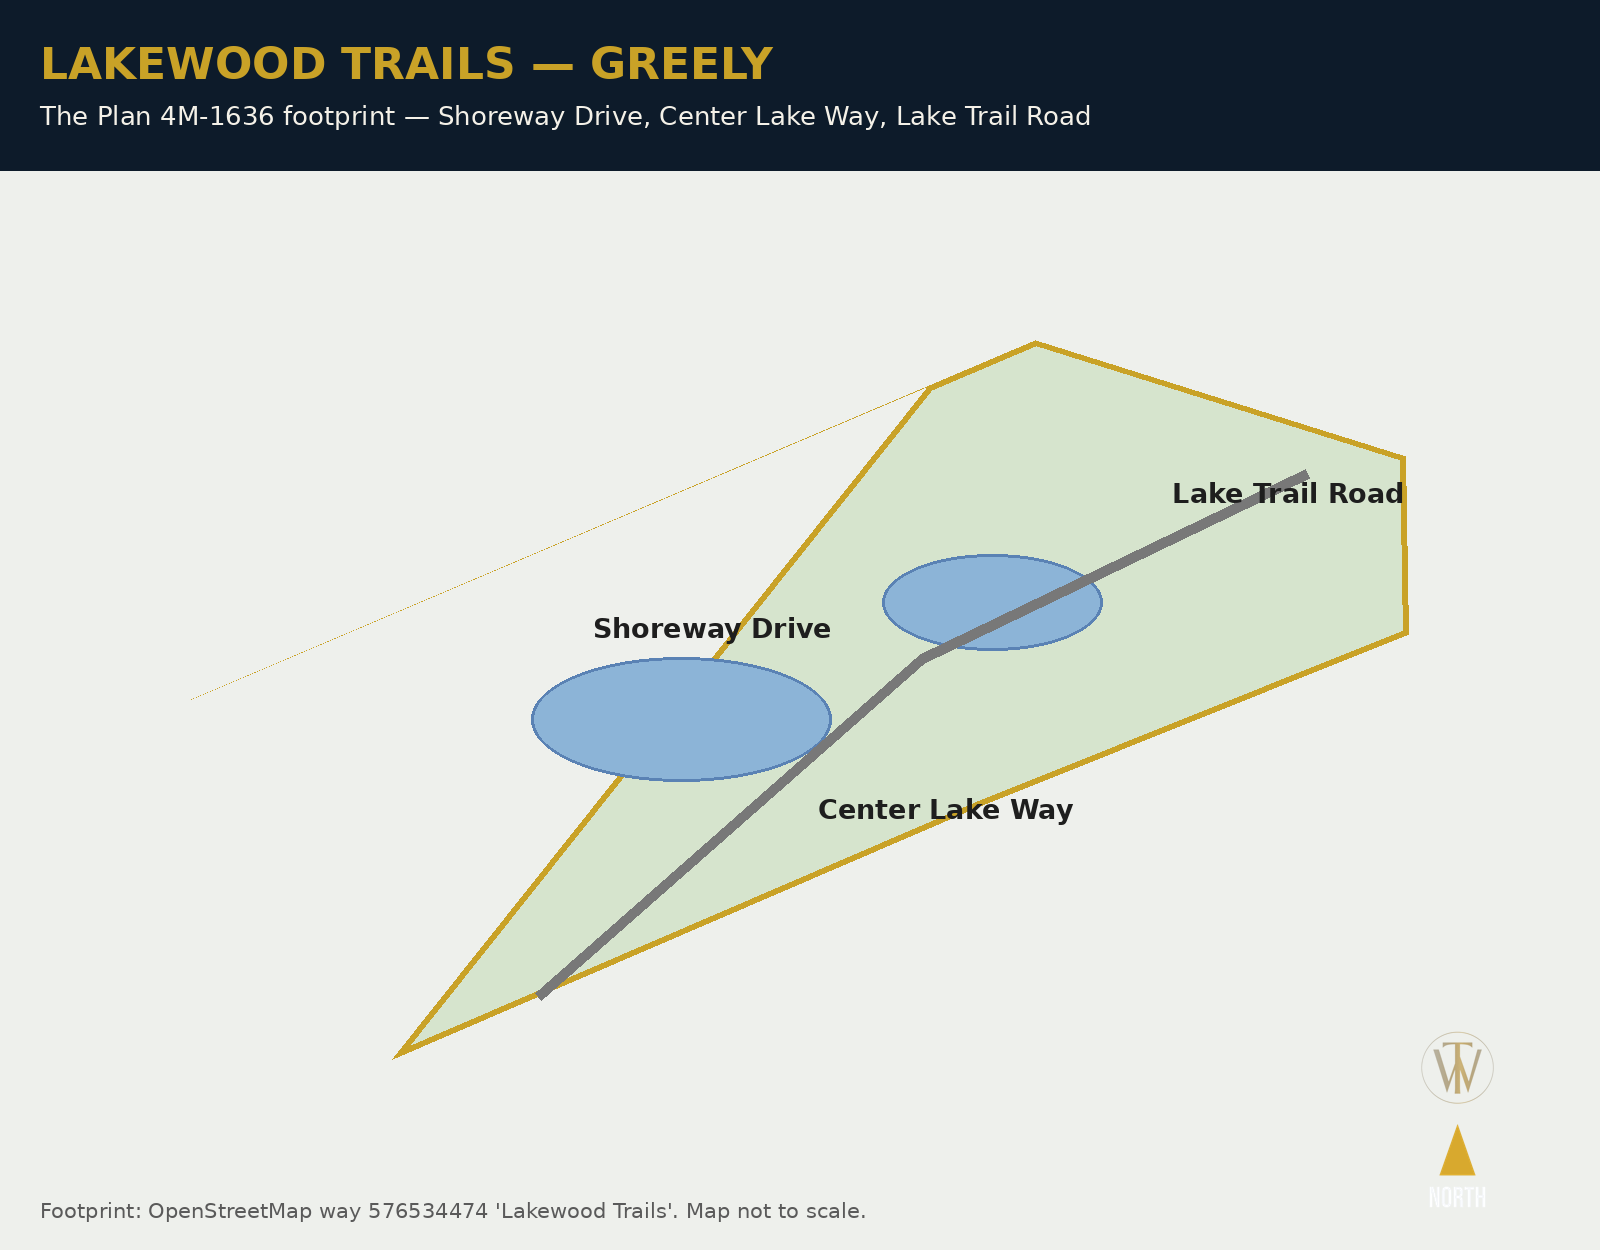 LAKEWOOD TRAILS — GREELY
The Plan 4M-1636 footprint — Shoreway Drive, Center Lake Way, Lake Trail Road
Lake Trail Road
Shoreway Drive
Center Lake Way
TW
NORTH
Footprint: OpenStreetMap way 576534474 'Lakewood Trails'. Map not to scale.